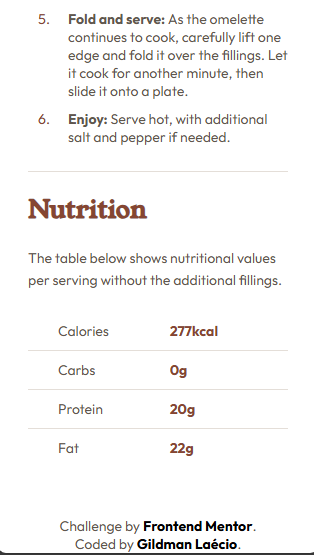 5. Fold and serve: As the omelette
continues to cook, carefully lift one
edge and fold it over the fillings. Let
it cook for another minute, then
slide it onto a plate.
6. Enjoy: Serve hot, with additional
salt and pepper if needed.
Nutrition
The table below shows nutritional values
per serving without the additional fillings.
Calories 277kcal
Carbs 0g
Protein 20g
Fat 22g
Challenge by Frontend Mentor.
Coded by Gildman Laécio.